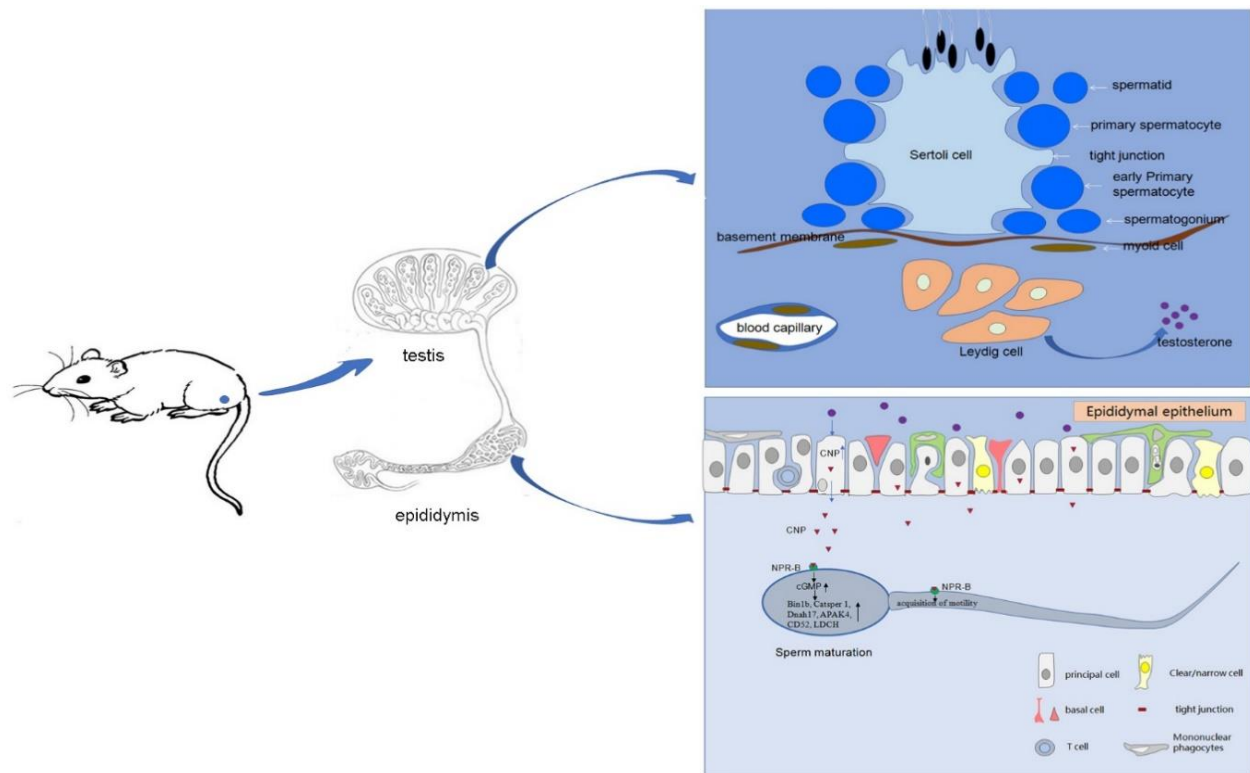 testis
epididymis
spermatid
primary spermatocyte
Sertoli cell
tight junction
early Primary
spermatocyte
spermatogonium
basement membrane
myoid cell
blood capillary
Leydig cell
testosterone
Epididymal epithelium
CNP
CNP
NPR-B
cGMP
Bin1b, Catsper 1,
Dnah17, APAK4,
CD52, LDCH
NPR-B
acquisition of motility
Sperm maturation
principal cell
Clear/narrow cell
basal cell
tight junction
T cell
Mononuclear
phagocytes